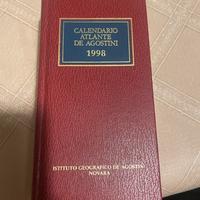 CALENDARIO
ATLANTE
DE AGOSTINI
1998
ISTITUTO GEOGRAFICO DE AGOSTINI
NOVARA